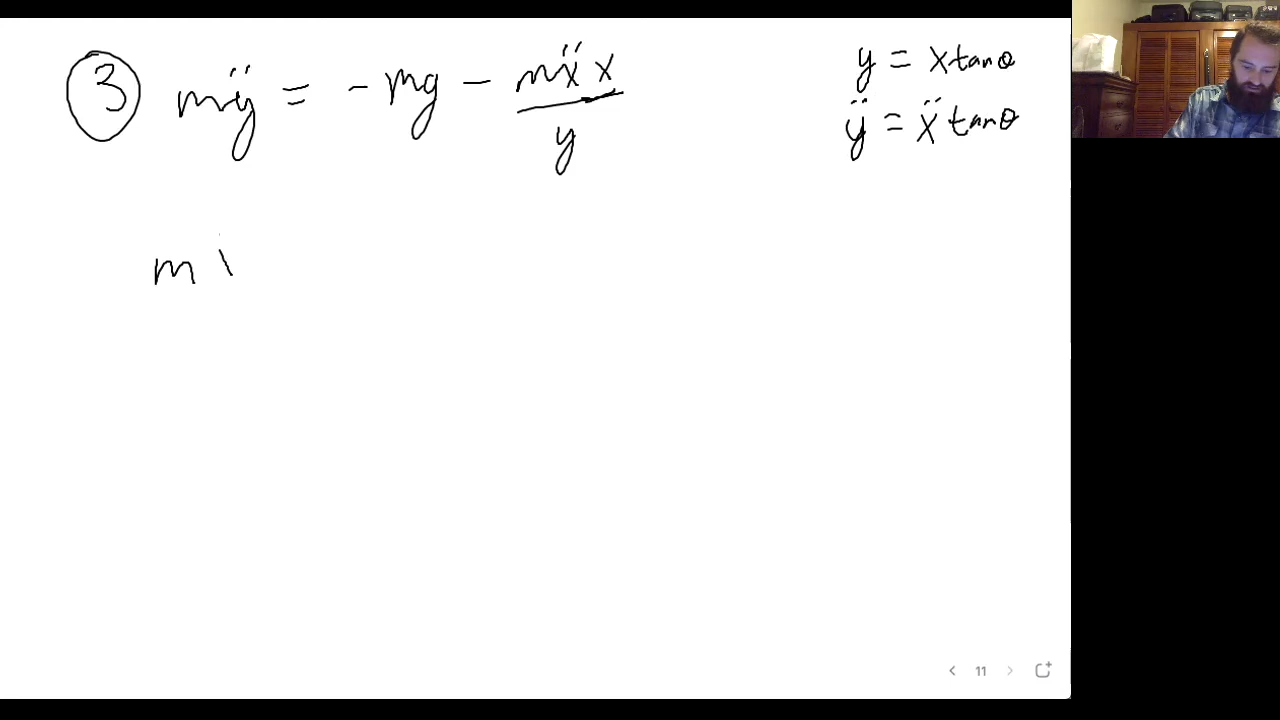 ③ mÿ = -mg - mẍx/y
y = x tanθ
ÿ = ẍ tanθ
m
11